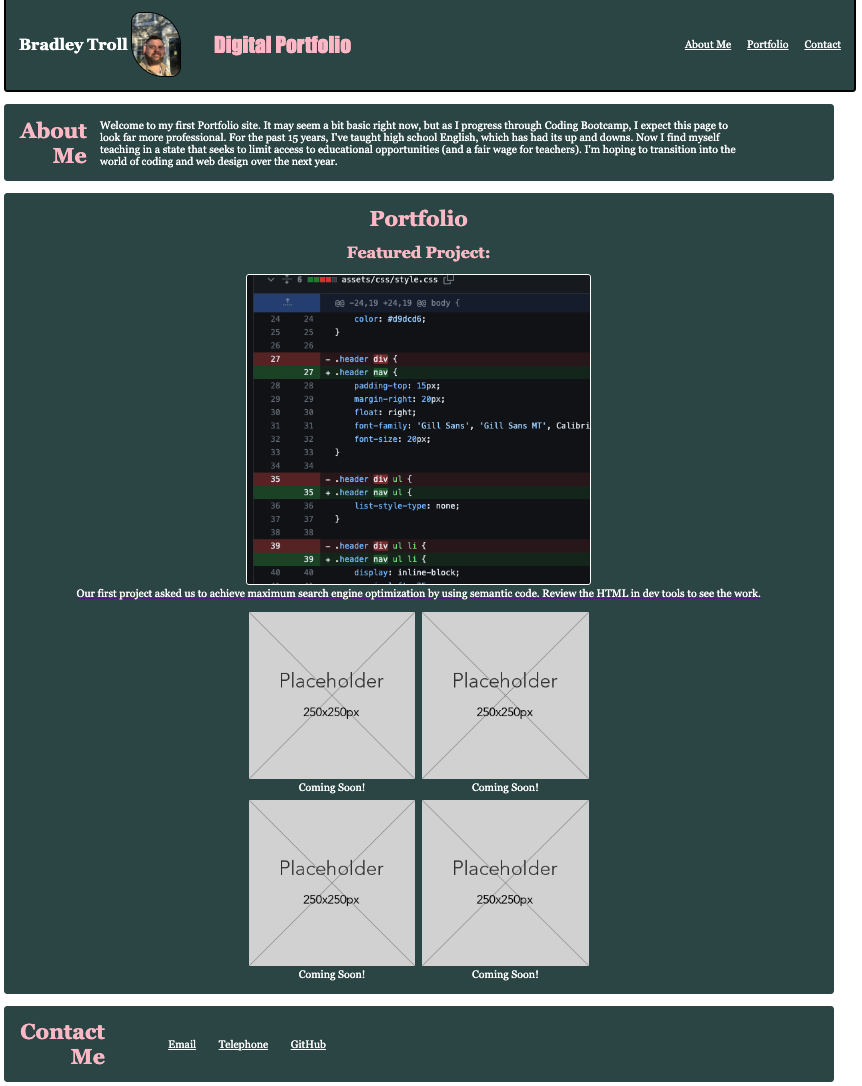 Bradley Troll
Digital Portfolio
About Me Portfolio Contact
About
Me
Welcome to my first Portfolio site. It may seem a bit basic right now, but as I progress through Coding Bootcamp, I expect this page to
look far more professional. For the past 15 years, I've taught high school English, which has had its up and downs. Now I find myself
teaching in a state that seeks to limit access to educational opportunities (and a fair wage for teachers). I'm hoping to transition into the
world of coding and web design over the next year.
Portfolio
Featured Project:
6 assets/css/style.css
@@ -24,19 +24,19 @@ body {
24 24 color: #d9dcd6;
25 25 }
26 26
27 - .header div {
27 + .header nav {
28 28 padding-top: 15px;
29 29 margin-right: 20px;
30 30 float: right;
31 31 font-family: 'Gill Sans', 'Gill Sans MT', Calibri
32 32 font-size: 20px;
33 33 }
34 34
35 - .header div ul {
35 + .header nav ul {
36 36 list-style-type: none;
37 37 }
38 38
39 - .header div ul li {
39 + .header nav ul li {
40 40 display: inline-block;
Our first project asked us to achieve maximum search engine optimization by using semantic code. Review the HTML in dev tools to see the work.
Placeholder Placeholder
250x250px 250x250px
Coming Soon! Coming Soon!
Placeholder Placeholder
250x250px 250x250px
Coming Soon! Coming Soon!
Contact
Me
Email Telephone GitHub